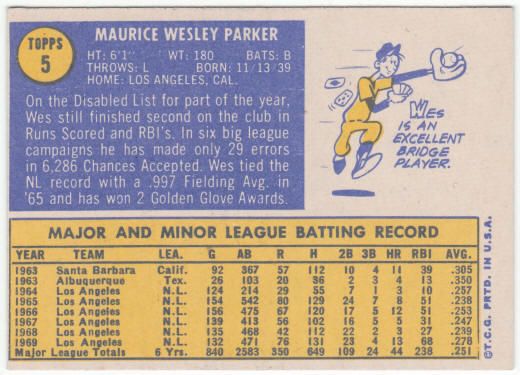 TOPPS
5
MAURICE WESLEY PARKER
HT: 6'1" WT: 180 BATS: B
THROWS: L BORN: 11/13/39
HOME: LOS ANGELES, CAL.
On the Disabled List for part of the year,
Wes still finished second on the club in
Runs Scored and RBI's. In six big league
campaigns he has made only 29 errors
in 6,286 Chances Accepted. Wes tied the
NL record with a .997 Fielding Avg. in
'65 and has won 2 Golden Glove Awards.
WES
IS AN
EXCELLENT
BRIDGE
PLAYER.
MAJOR AND MINOR LEAGUE BATTING RECORD
YEAR TEAM LEA. G AB R H 2B 3B HR RBI AVG.
1963 Santa Barbara Calif. 92 367 57 112 10 4 11 39 .305
1963 Albuquerque Tex. 26 103 20 36 2 3 4 13 .350
1964 Los Angeles N.L. 124 214 29 55 7 1 3 10 .257
1965 Los Angeles N.L. 154 542 80 129 24 7 8 51 .238
1966 Los Angeles N.L. 156 475 67 120 17 5 12 51 .253
1967 Los Angeles N.L. 139 413 56 102 16 5 5 31 .247
1968 Los Angeles N.L. 135 468 42 112 22 2 3 27 .239
1969 Los Angeles N.L. 132 471 76 131 23 4 13 68 .278
Major League Totals 6 Yrs. 840 2583 350 649 109 24 44 238 .251
©T.C.G. PRTD. IN U.S.A.